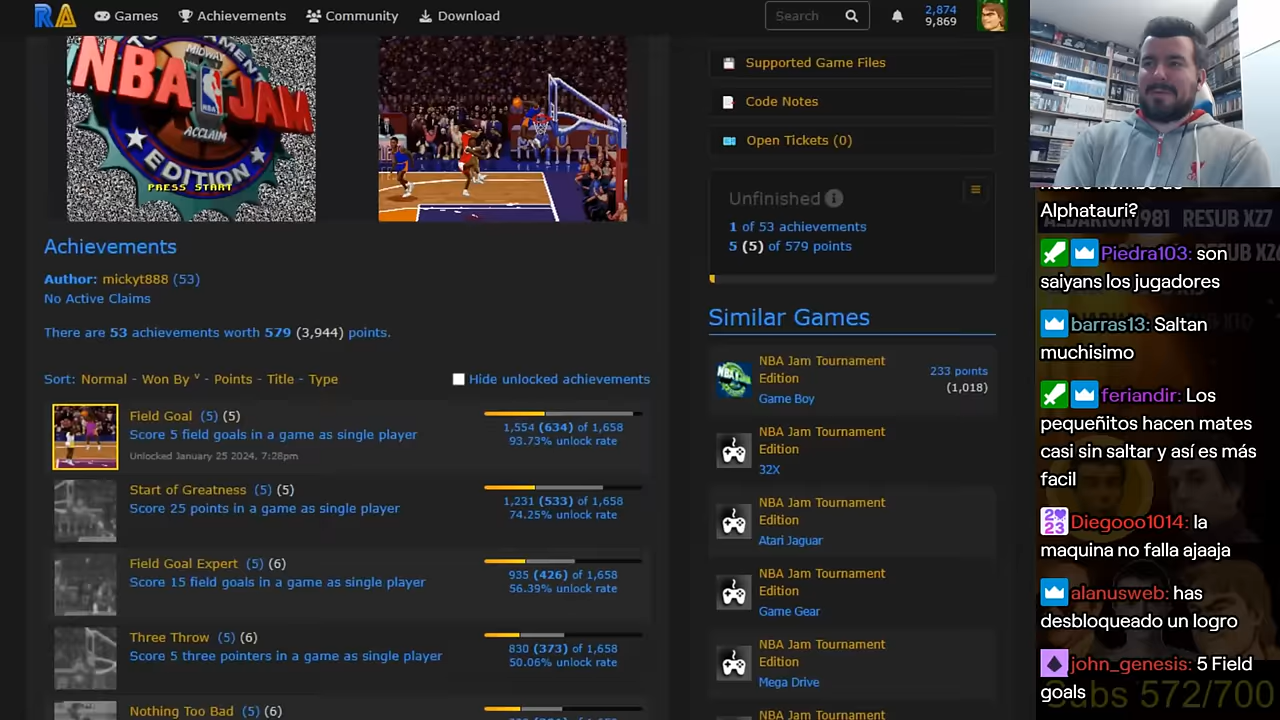 RA Games Achievements Community Download Search 2,874
9,869
TOURNAMENT
MIDWAY
NBA JAM
NBA
ACCLAIM
EDITION
PRESS START
Achievements
Author: mickyt888 (53)
No Active Claims
There are 53 achievements worth 579 (3,944) points.
Sort: Normal - Won By ˅ - Points - Title - Type Hide unlocked achievements
Field Goal (5) (5)
Score 5 field goals in a game as single player
Unlocked January 25 2024, 7:28pm
1,554 (634) of 1,658
93.73% unlock rate
Start of Greatness (5) (5)
Score 25 points in a game as single player
1,231 (533) of 1,658
74.25% unlock rate
Field Goal Expert (5) (6)
Score 15 field goals in a game as single player
935 (426) of 1,658
56.39% unlock rate
Three Throw (5) (6)
Score 5 three pointers in a game as single player
830 (373) of 1,658
50.06% unlock rate
Nothing Too Bad (5) (6)
Supported Game Files
Code Notes
Open Tickets (0)
Unfinished
1 of 53 achievements
5 (5) of 579 points
Similar Games
NBA Jam Tournament
Edition
Game Boy
233 points
(1,018)
NBA Jam Tournament
Edition
32X
NBA Jam Tournament
Edition
Atari Jaguar
NBA Jam Tournament
Edition
Game Gear
NBA Jam Tournament
Edition
Mega Drive
NBA Jam Tournament
Alphatauri?
RESUB XZ7
Piedra103: son
saiyans los jugadores
barras13: Saltan
muchisimo
feriandir: Los
pequeñitos hacen mates
casi sin saltar y así es más
facil
Diegooo1014: la
maquina no falla ajaaja
alanusweb: has
desbloqueado un logro
john_genesis: 5 Field
goals
Subs 572/700